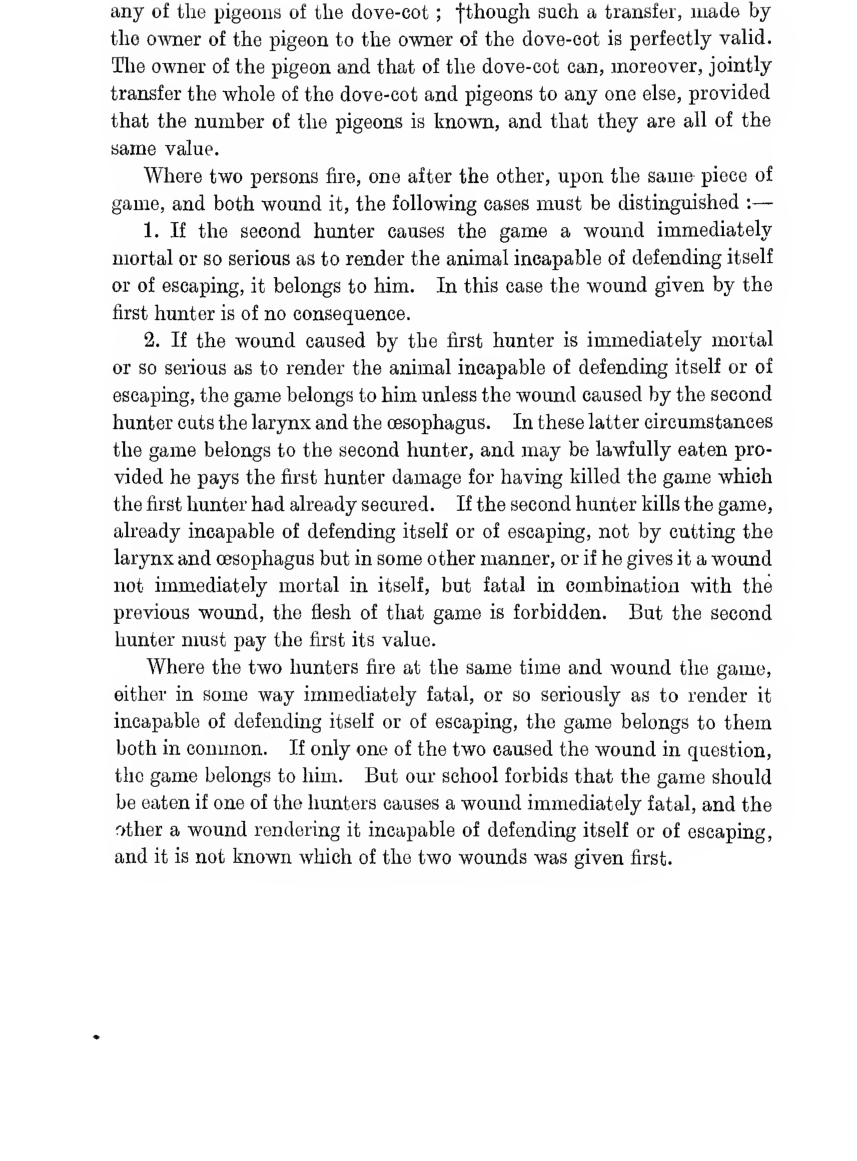 any of the pigeons of the dove-cot ; †though such a transfer, made by
the owner of the pigeon to the owner of the dove-cot is perfectly valid.
The owner of the pigeon and that of the dove-cot can, moreover, jointly
transfer the whole of the dove-cot and pigeons to any one else, provided
that the number of the pigeons is known, and that they are all of the
same value.
Where two persons fire, one after the other, upon the same piece of
game, and both wound it, the following cases must be distinguished :—
1. If the second hunter causes the game a wound immediately
mortal or so serious as to render the animal incapable of defending itself
or of escaping, it belongs to him. In this case the wound given by the
first hunter is of no consequence.
2. If the wound caused by the first hunter is immediately mortal
or so serious as to render the animal incapable of defending itself or of
escaping, the game belongs to him unless the wound caused by the second
hunter cuts the larynx and the œsophagus. In these latter circumstances
the game belongs to the second hunter, and may be lawfully eaten pro-
vided he pays the first hunter damage for having killed the game which
the first hunter had already secured. If the second hunter kills the game,
already incapable of defending itself or of escaping, not by cutting the
larynx and œsophagus but in some other manner, or if he gives it a wound
not immediately mortal in itself, but fatal in combination with the
previous wound, the flesh of that game is forbidden. But the second
hunter must pay the first its value.
Where the two hunters fire at the same time and wound the game,
either in some way immediately fatal, or so seriously as to render it
incapable of defending itself or of escaping, the game belongs to them
both in common. If only one of the two caused the wound in question,
the game belongs to him. But our school forbids that the game should
be eaten if one of the hunters causes a wound immediately fatal, and the
other a wound rendering it incapable of defending itself or of escaping,
and it is not known which of the two wounds was given first.